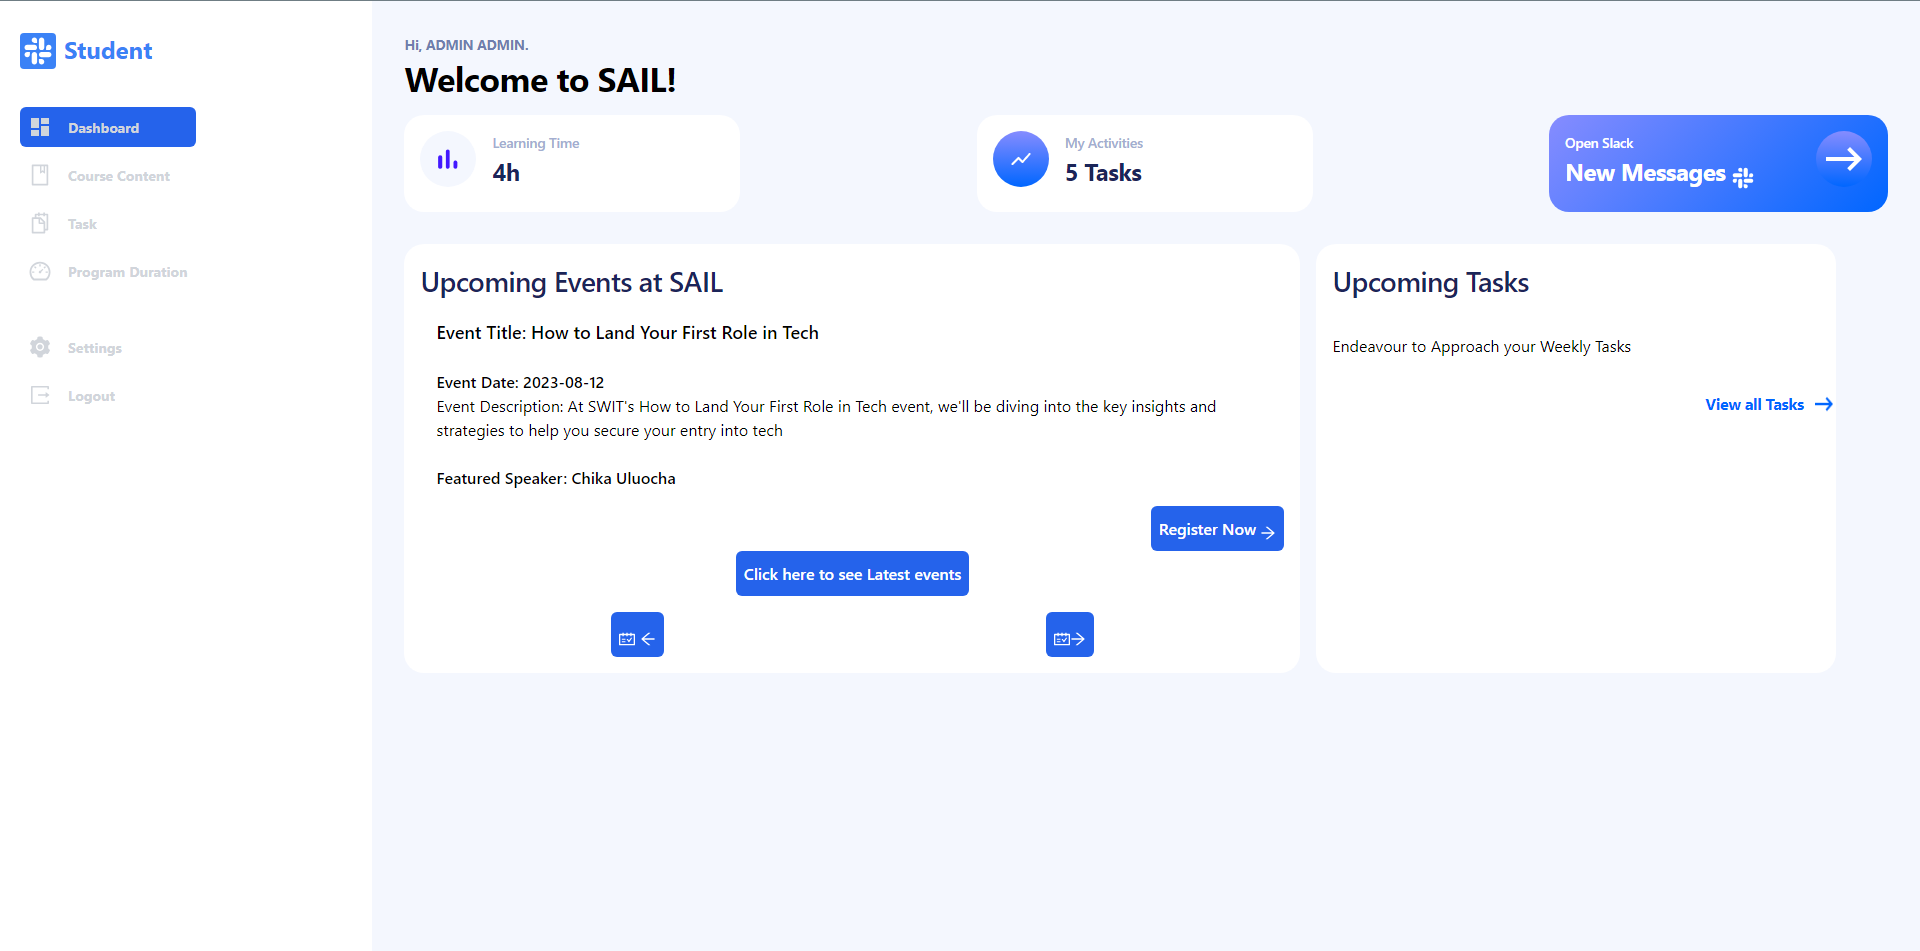 Student
Dashboard
Course Content
Task
Program Duration
Settings
Logout
Hi, ADMIN ADMIN.
Welcome to SAIL!
Learning Time
4h
My Activities
5 Tasks
Open Slack
New Messages
Upcoming Events at SAIL
Event Title: How to Land Your First Role in Tech
Event Date: 2023-08-12
Event Description: At SWIT's How to Land Your First Role in Tech event, we'll be diving into the key insights and
strategies to help you secure your entry into tech
Featured Speaker: Chika Uluocha
Register Now
Click here to see Latest events
Upcoming Tasks
Endeavour to Approach your Weekly Tasks
View all Tasks